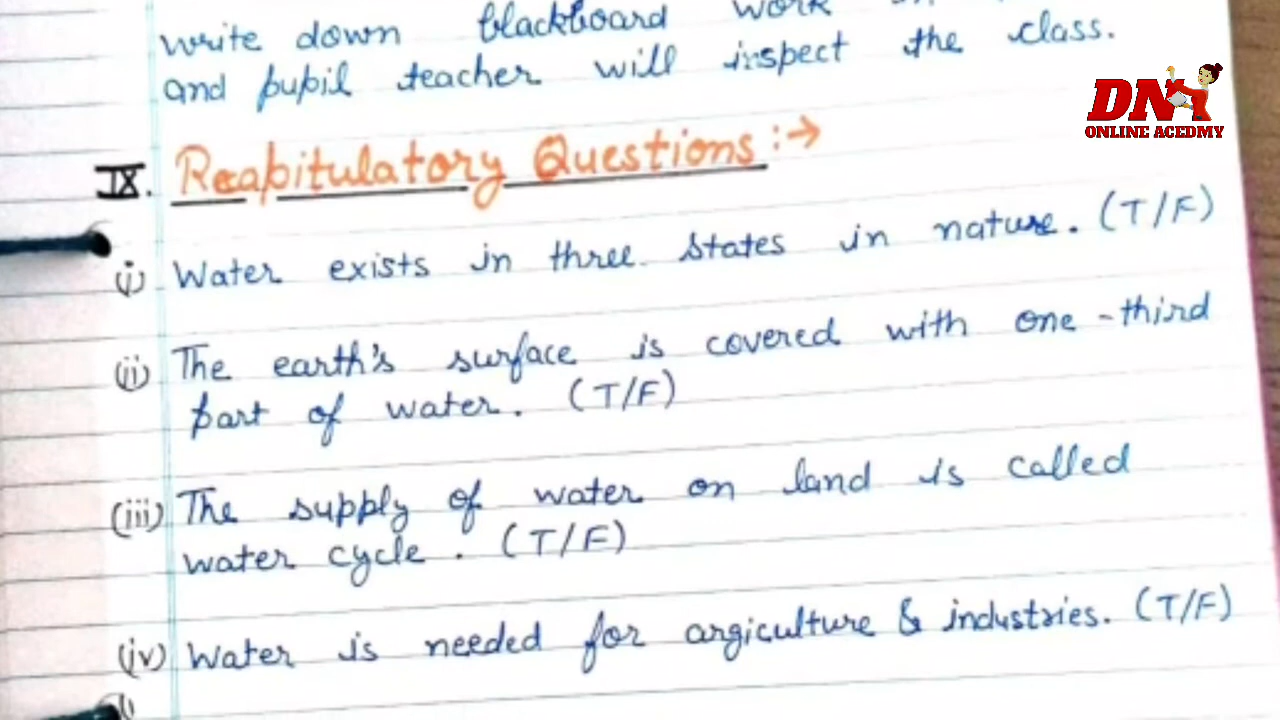 write down blackboard work
and pupil teacher will inspect the class.
DNY
ONLINE ACEDMY
IX. Recapitulatory Questions :→
(i) Water exists in three states in nature. (T/F)
(ii) The earth's surface is covered with one-third
part of water. (T/F)
(iii) The supply of water on land is called
water cycle. (T/F)
(iv) Water is needed for argiculture & industries. (T/F)